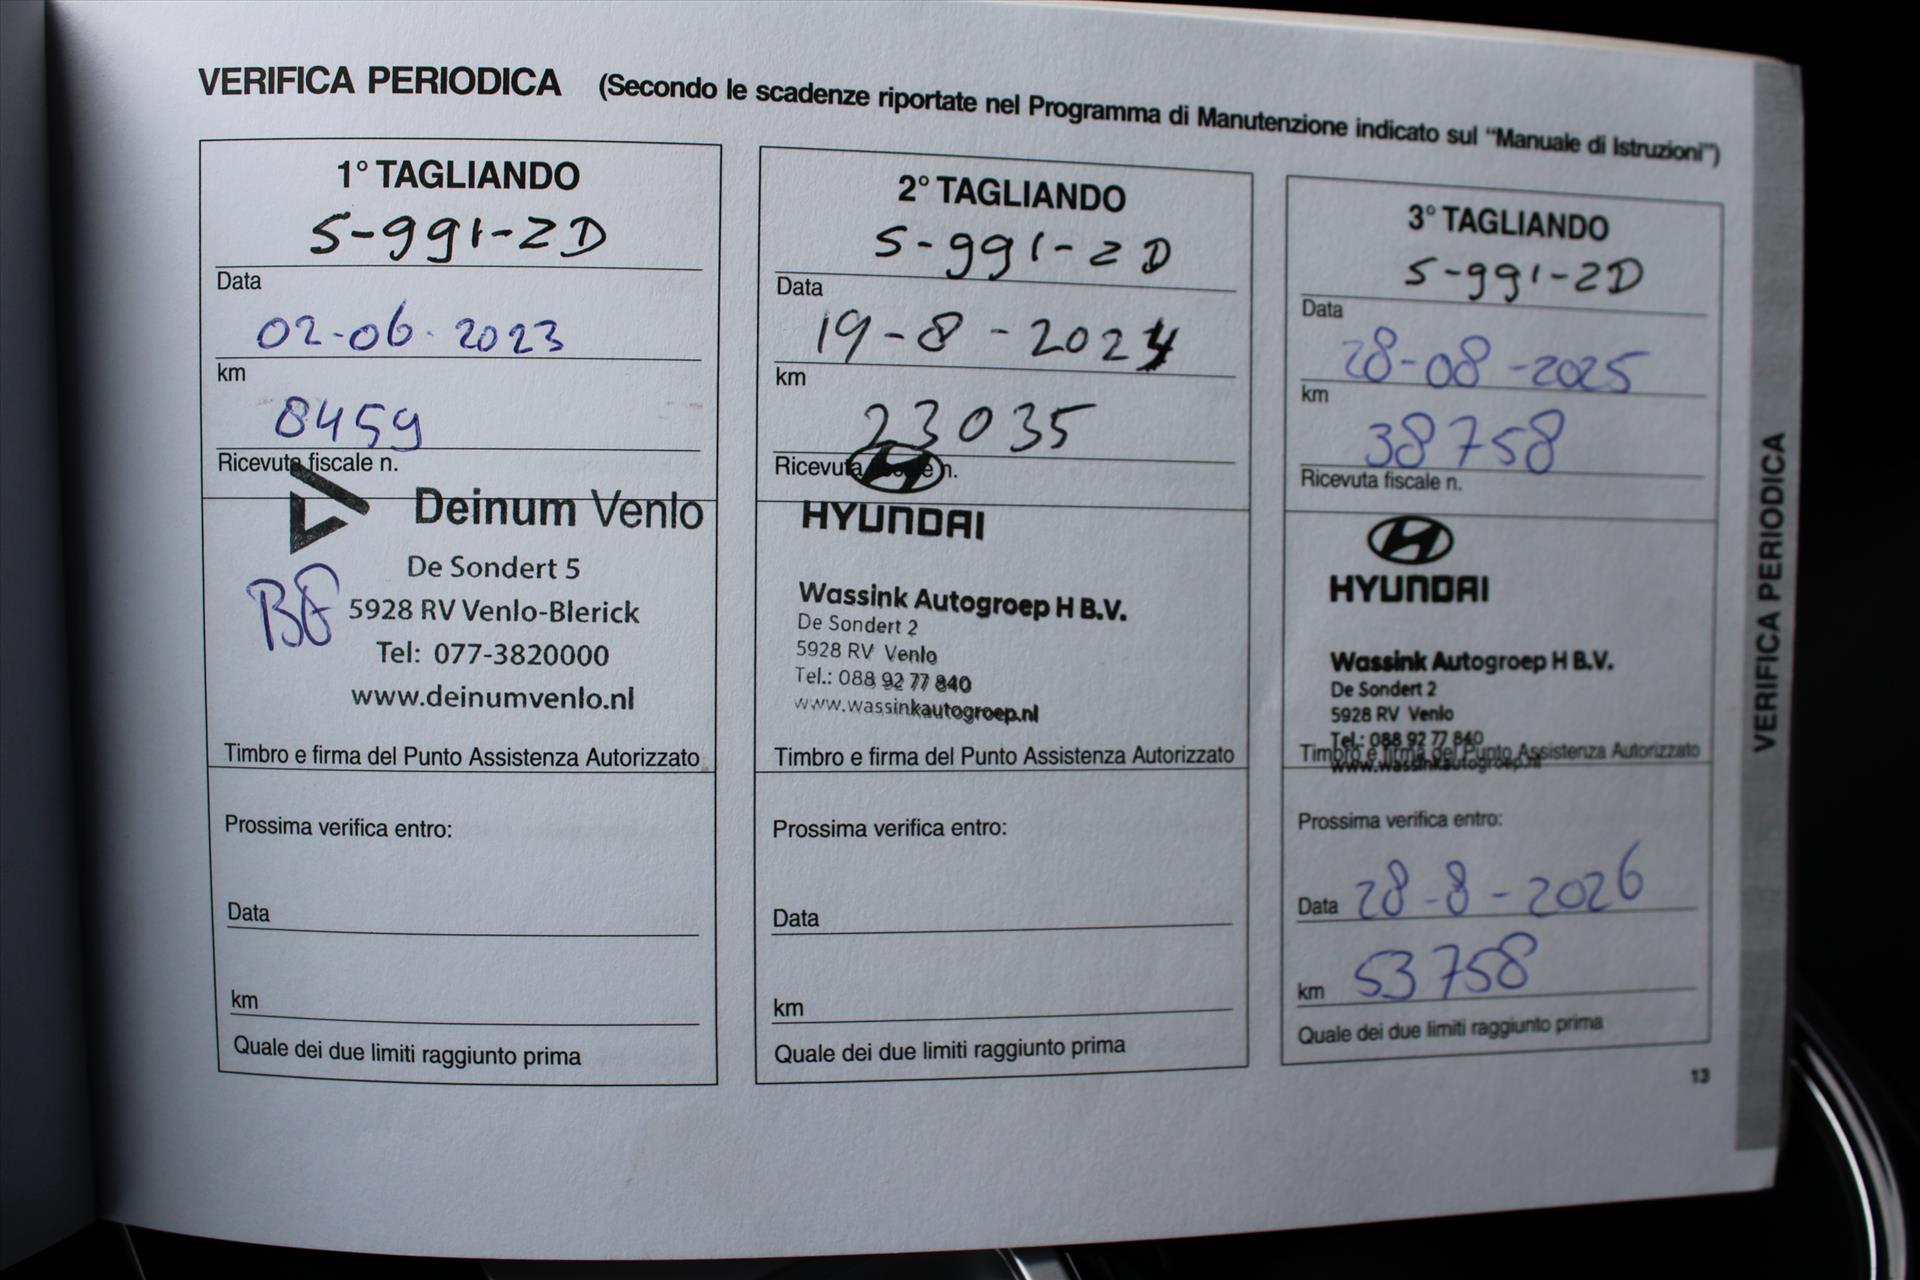 VERIFICA PERIODICA (Secondo le scadenze riportate nel Programma di Manutenzione indicato sul “Manuale di Istruzioni”)
1° TAGLIANDO
S-991-ZD
Data
02-06-2023
km
8459
Ricevuta fiscale n.
Deinum Venlo
De Sondert 5
5928 RV Venlo-Blerick
Tel: 077-3820000
www.deinumvenlo.nl
Timbro e firma del Punto Assistenza Autorizzato
Prossima verifica entro:
Data
km
Quale dei due limiti raggiunto prima
2° TAGLIANDO
S-991-ZD
Data
19-8-2024
km
23035
Ricevuta fiscale n.
HYUNDAI
Wassink Autogroep H B.V.
De Sondert 2
5928 RV Venlo
Tel.: 088 92 77 840
www.wassinkautogroep.nl
Timbro e firma del Punto Assistenza Autorizzato
Prossima verifica entro:
Data
km
Quale dei due limiti raggiunto prima
3° TAGLIANDO
S-991-ZD
Data
28-08-2025
km
38758
Ricevuta fiscale n.
HYUNDAI
Wassink Autogroep H B.V.
De Sondert 2
5928 RV Venlo
Tel.: 088 92 77 840
Timbro e firma del Punto Assistenza Autorizzato
www.wassinkautogroep.nl
Prossima verifica entro:
Data 28-8-2026
km 53758
Quale dei due limiti raggiunto prima
13
VERIFICA PERIODICA